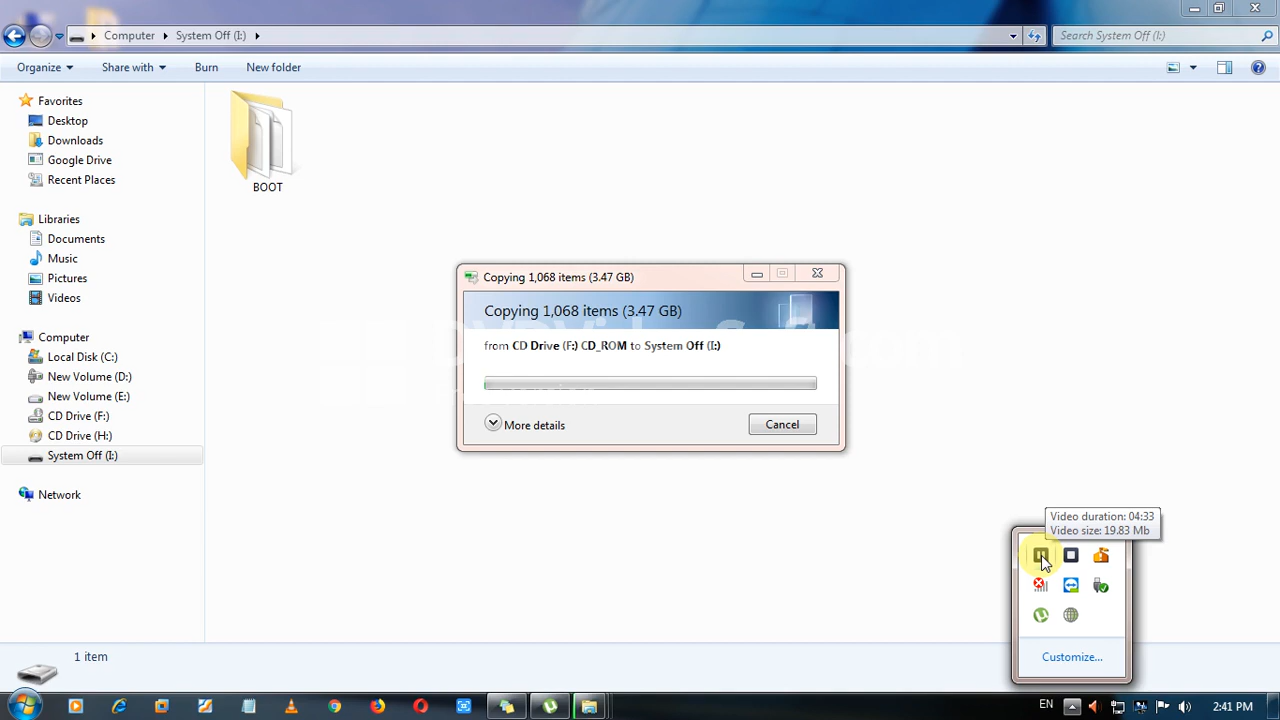 Computer
System Off (I:)
Search System Off (I:)
Organize
Share with
Burn
New folder
Favorites
Desktop
Downloads
Google Drive
Recent Places
Libraries
Documents
Music
Pictures
Videos
Computer
Local Disk (C:)
New Volume (D:)
New Volume (E:)
CD Drive (F:)
CD Drive (H:)
System Off (I:)
Network
BOOT
Copying 1,068 items (3.47 GB)
Copying 1,068 items (3.47 GB)
from CD Drive (F:) CD_ROM to System Off (I:)
More details
Cancel
Video duration: 04:33
Video size: 19.83 Mb
Customize...
1 item
EN
2:41 PM